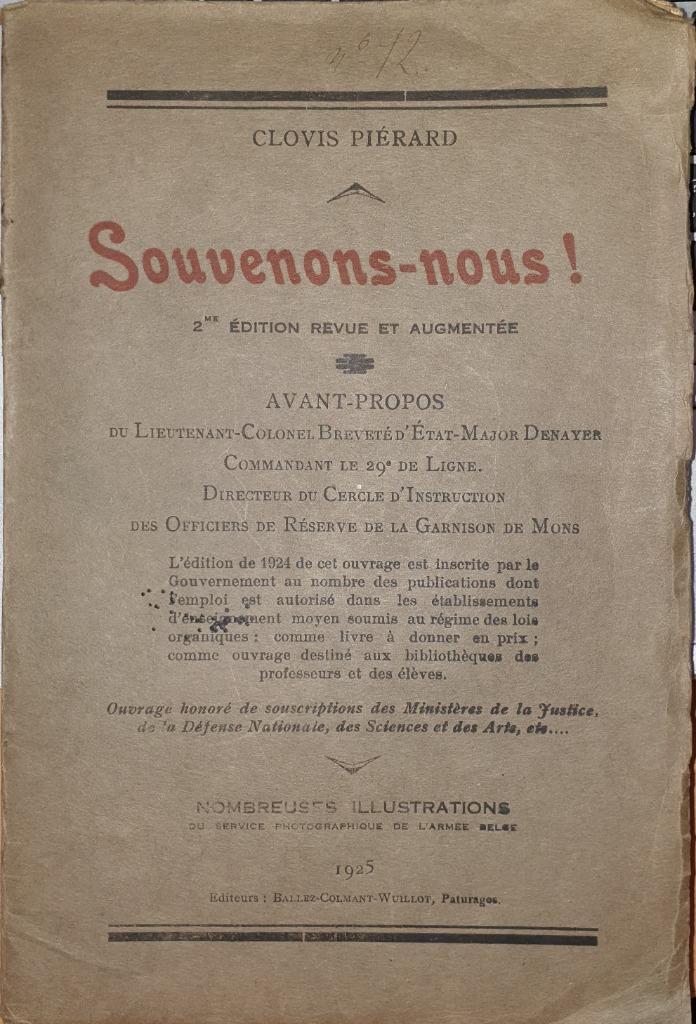 nº 12.
CLOVIS PIÉRARD
Souvenons-nous !
2ME ÉDITION REVUE ET AUGMENTÉE
AVANT-PROPOS
DU LIEUTENANT-COLONEL BREVETÉ D'ÉTAT-MAJOR DENAYER
COMMANDANT LE 29e DE LIGNE.
DIRECTEUR DU CERCLE D'INSTRUCTION
DES OFFICIERS DE RÉSERVE DE LA GARNISON DE MONS
L'édition de 1924 de cet ouvrage est inscrite par le
Gouvernement au nombre des publications dont
l'emploi est autorisé dans les établissements
d'enseignement moyen soumis au régime des lois
organiques : comme livre à donner en prix ;
comme ouvrage destiné aux bibliothèques des
professeurs et des élèves.
Ouvrage honoré de souscriptions des Ministères de la Justice,
de la Défense Nationale, des Sciences et des Arts, etc....
NOMBREUSES ILLUSTRATIONS
DU SERVICE PHOTOGRAPHIQUE DE L'ARMÉE BELGE
1925
Editeurs : BALLEZ-COLMANT-WUILLOT, Paturages.